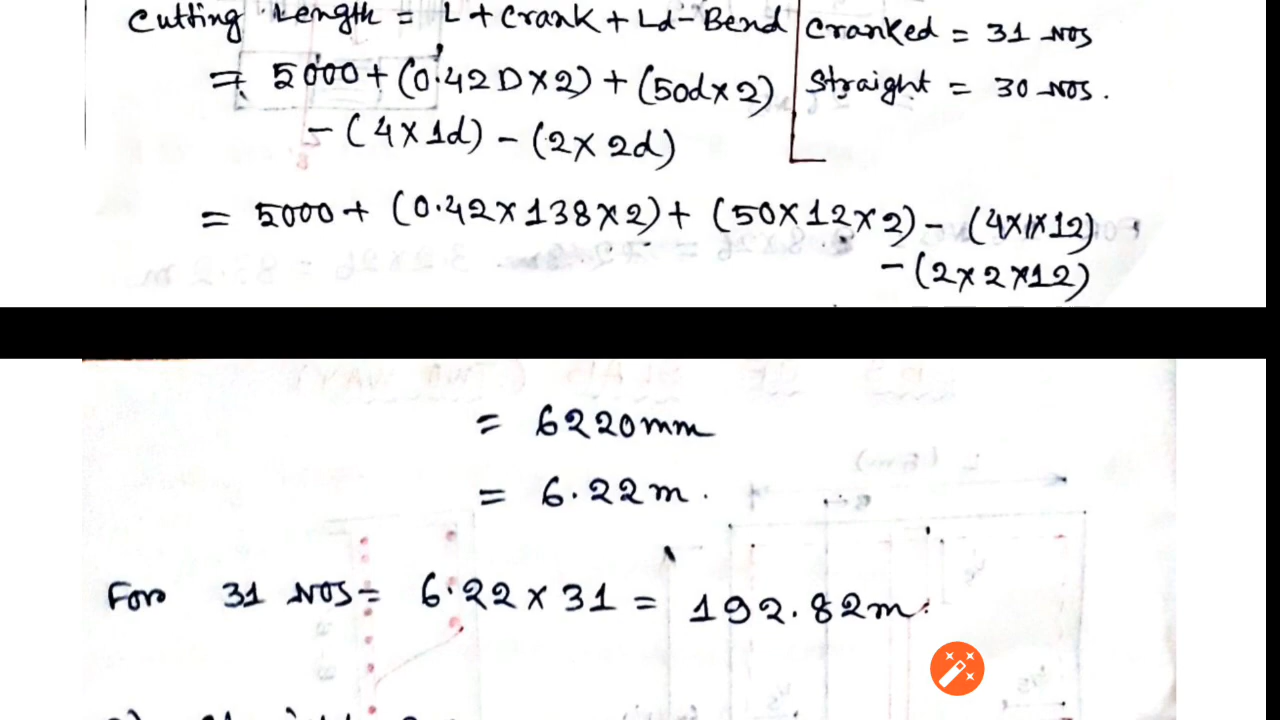 Cutting Length = L + Crank + Ld - Bend
= 5000 + (0.42D×2) + (50d×2)
- (4×1d) - (2×2d)
Cranked = 31 NOS
Straight = 30 NOS.
= 5000 + (0.42×138×2) + (50×12×2) - (4×1×12)
- (2×2×12)
= 6220mm
= 6.22m.
For 31 NOS = 6.22×31 = 192.82m.